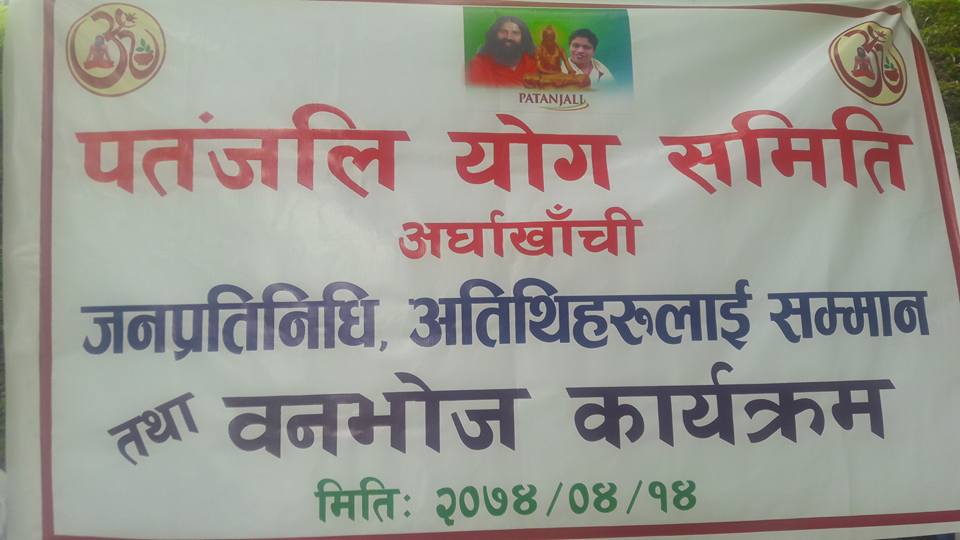 PATANJALI
पतंजलि योग समिति
अर्घाखाँची
जनप्रतिनिधि, अतिथिहरुलाई सम्मान
तथा वनभोज कार्यक्रम
मितिः २०७४/०४/१४